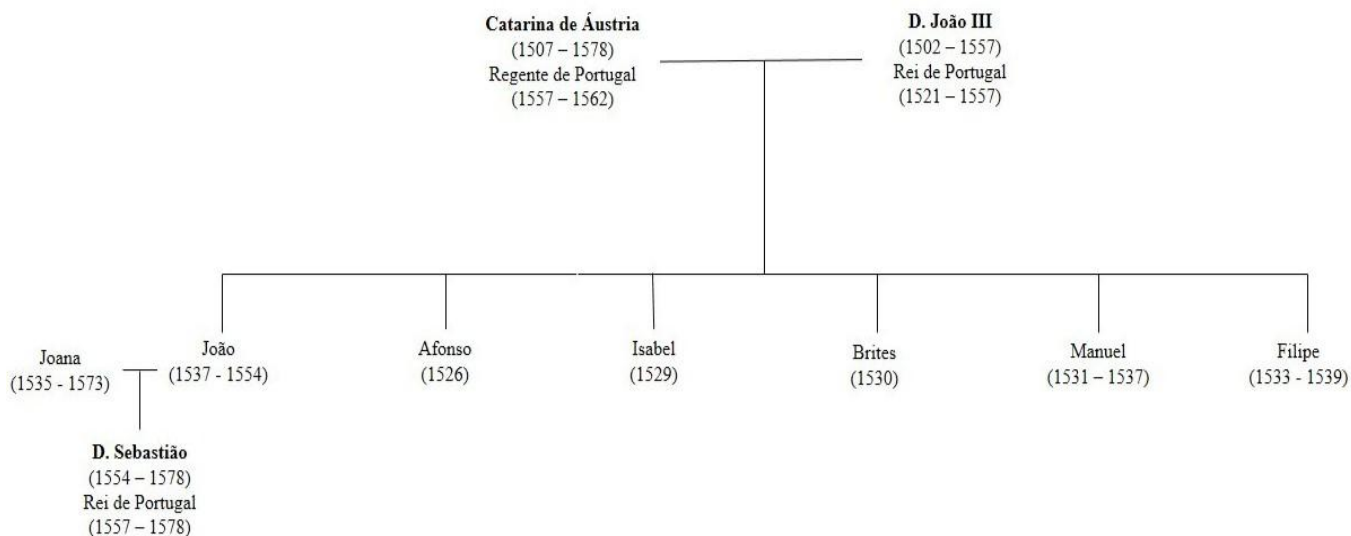 Catarina de Áustria
(1507 – 1578)
Regente de Portugal
(1557 – 1562)
D. João III
(1502 – 1557)
Rei de Portugal
(1521 – 1557)
Joana
(1535 - 1573)
João
(1537 - 1554)
Afonso
(1526)
Isabel
(1529)
Brites
(1530)
Manuel
(1531 – 1537)
Filipe
(1533 - 1539)
D. Sebastião
(1554 – 1578)
Rei de Portugal
(1557 – 1578)